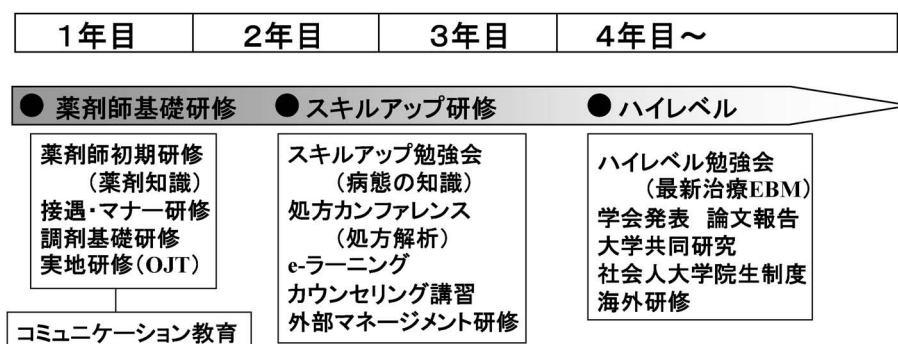 1年目 2年目 3年目 4年目～
● 薬剤師基礎研修 ● スキルアップ研修 ● ハイレベル
薬剤師初期研修
(薬剤知識)
接遇・マナー研修
調剤基礎研修
実地研修(OJT)
コミュニケーション教育
スキルアップ勉強会
(病態の知識)
処方カンファレンス
(処方解析)
e-ラーニング
カウンセリング講習
外部マネージメント研修
ハイレベル勉強会
(最新治療EBM)
学会発表 論文報告
大学共同研究
社会人大学院生制度
海外研修